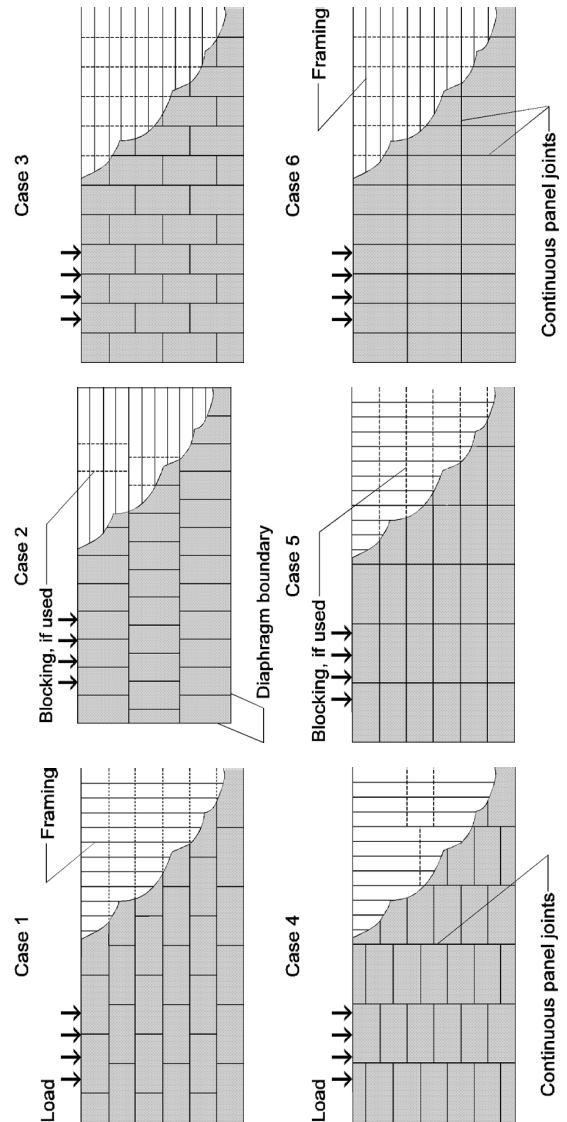 Case 1
Load
Framing
Case 2
Blocking, if used
Diaphragm boundary
Case 3
Case 4
Load
Continuous panel joints
Case 5
Blocking, if used
Case 6
Framing
Continuous panel joints